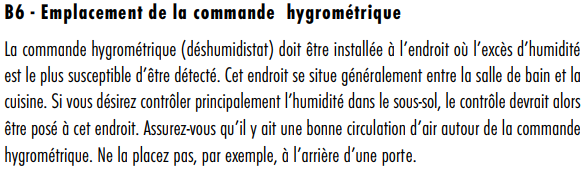 B6 - Emplacement de la commande hygrométrique
La commande hygrométrique (déshumidistat) doit être installée à l'endroit où l'excès d'humidité
est le plus susceptible d'être détecté. Cet endroit se situe généralement entre la salle de bain et la
cuisine. Si vous désirez contrôler principalement l'humidité dans le sous-sol, le contrôle devrait alors
être posé à cet endroit. Assurez-vous qu'il y ait une bonne circulation d'air autour de la commande
hygrométrique. Ne la placez pas, par exemple, à l'arrière d'une porte.